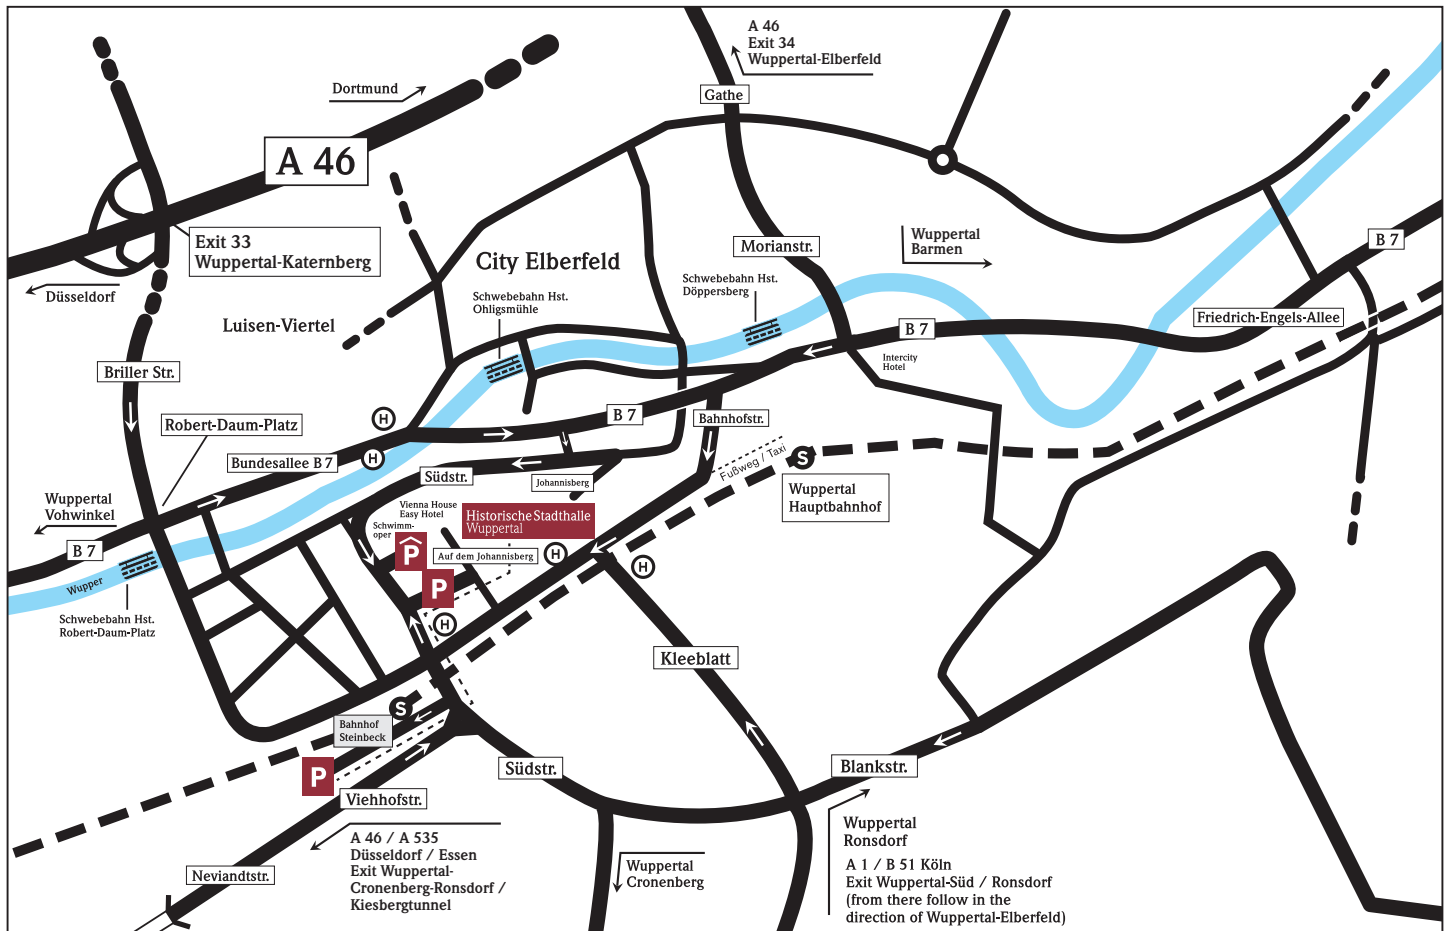 A 46
Exit 34
Wuppertal-Elberfeld
Dortmund
Gathe
A 46
Exit 33
Wuppertal-Katernberg
Düsseldorf
Morianstr.
Wuppertal
Barmen
B 7
City Elberfeld
Schwebebahn Hst.
Döppersberg
Schwebebahn Hst.
Ohligsmühle
Luisen-Viertel
Friedrich-Engels-Allee
B 7
Intercity
Hotel
Briller Str.
H
B 7
Bahnhofstr.
Robert-Daum-Platz
H
Bundesallee B 7
Südstr.
Johannisberg
Fußweg / Taxi
S
Wuppertal
Hauptbahnhof
Wuppertal
Vohwinkel
Vienna House
Easy Hotel
Schwimm-
oper
Historische Stadthalle
Wuppertal
P
Auf dem Johannisberg
H
H
B 7
Wupper
P
Schwebebahn Hst.
Robert-Daum-Platz
H
Kleeblatt
S
Bahnhof
Steinbeck
P
Südstr.
Blankstr.
Viehhofstr.
A 46 / A 535
Düsseldorf / Essen
Exit Wuppertal-
Cronenberg-Ronsdorf /
Kiesbergtunnel
Neviandtstr.
Wuppertal
Cronenberg
Wuppertal
Ronsdorf
A 1 / B 51 Köln
Exit Wuppertal-Süd / Ronsdorf
(from there follow in the
direction of Wuppertal-Elberfeld)